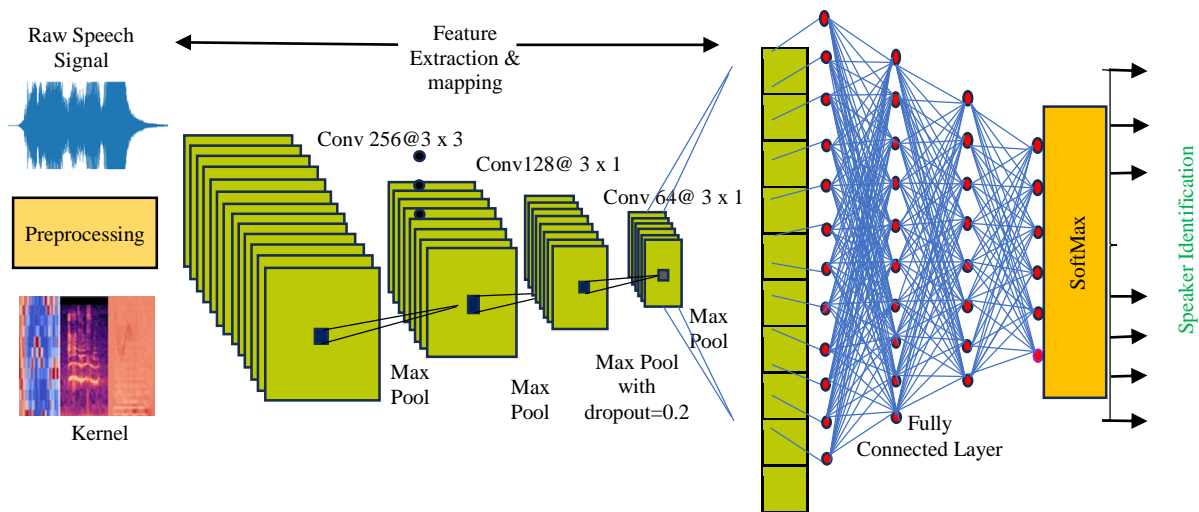 Raw Speech
Signal
Preprocessing
Kernel
Feature
Extraction &
mapping
Conv 256@3 x 3
Conv128@ 3 x 1
Conv 64@ 3 x 1
Max
Pool
Max
Pool
Max Pool
with
dropout=0.2
Max
Pool
Fully
Connected Layer
SoftMax
Speaker Identification